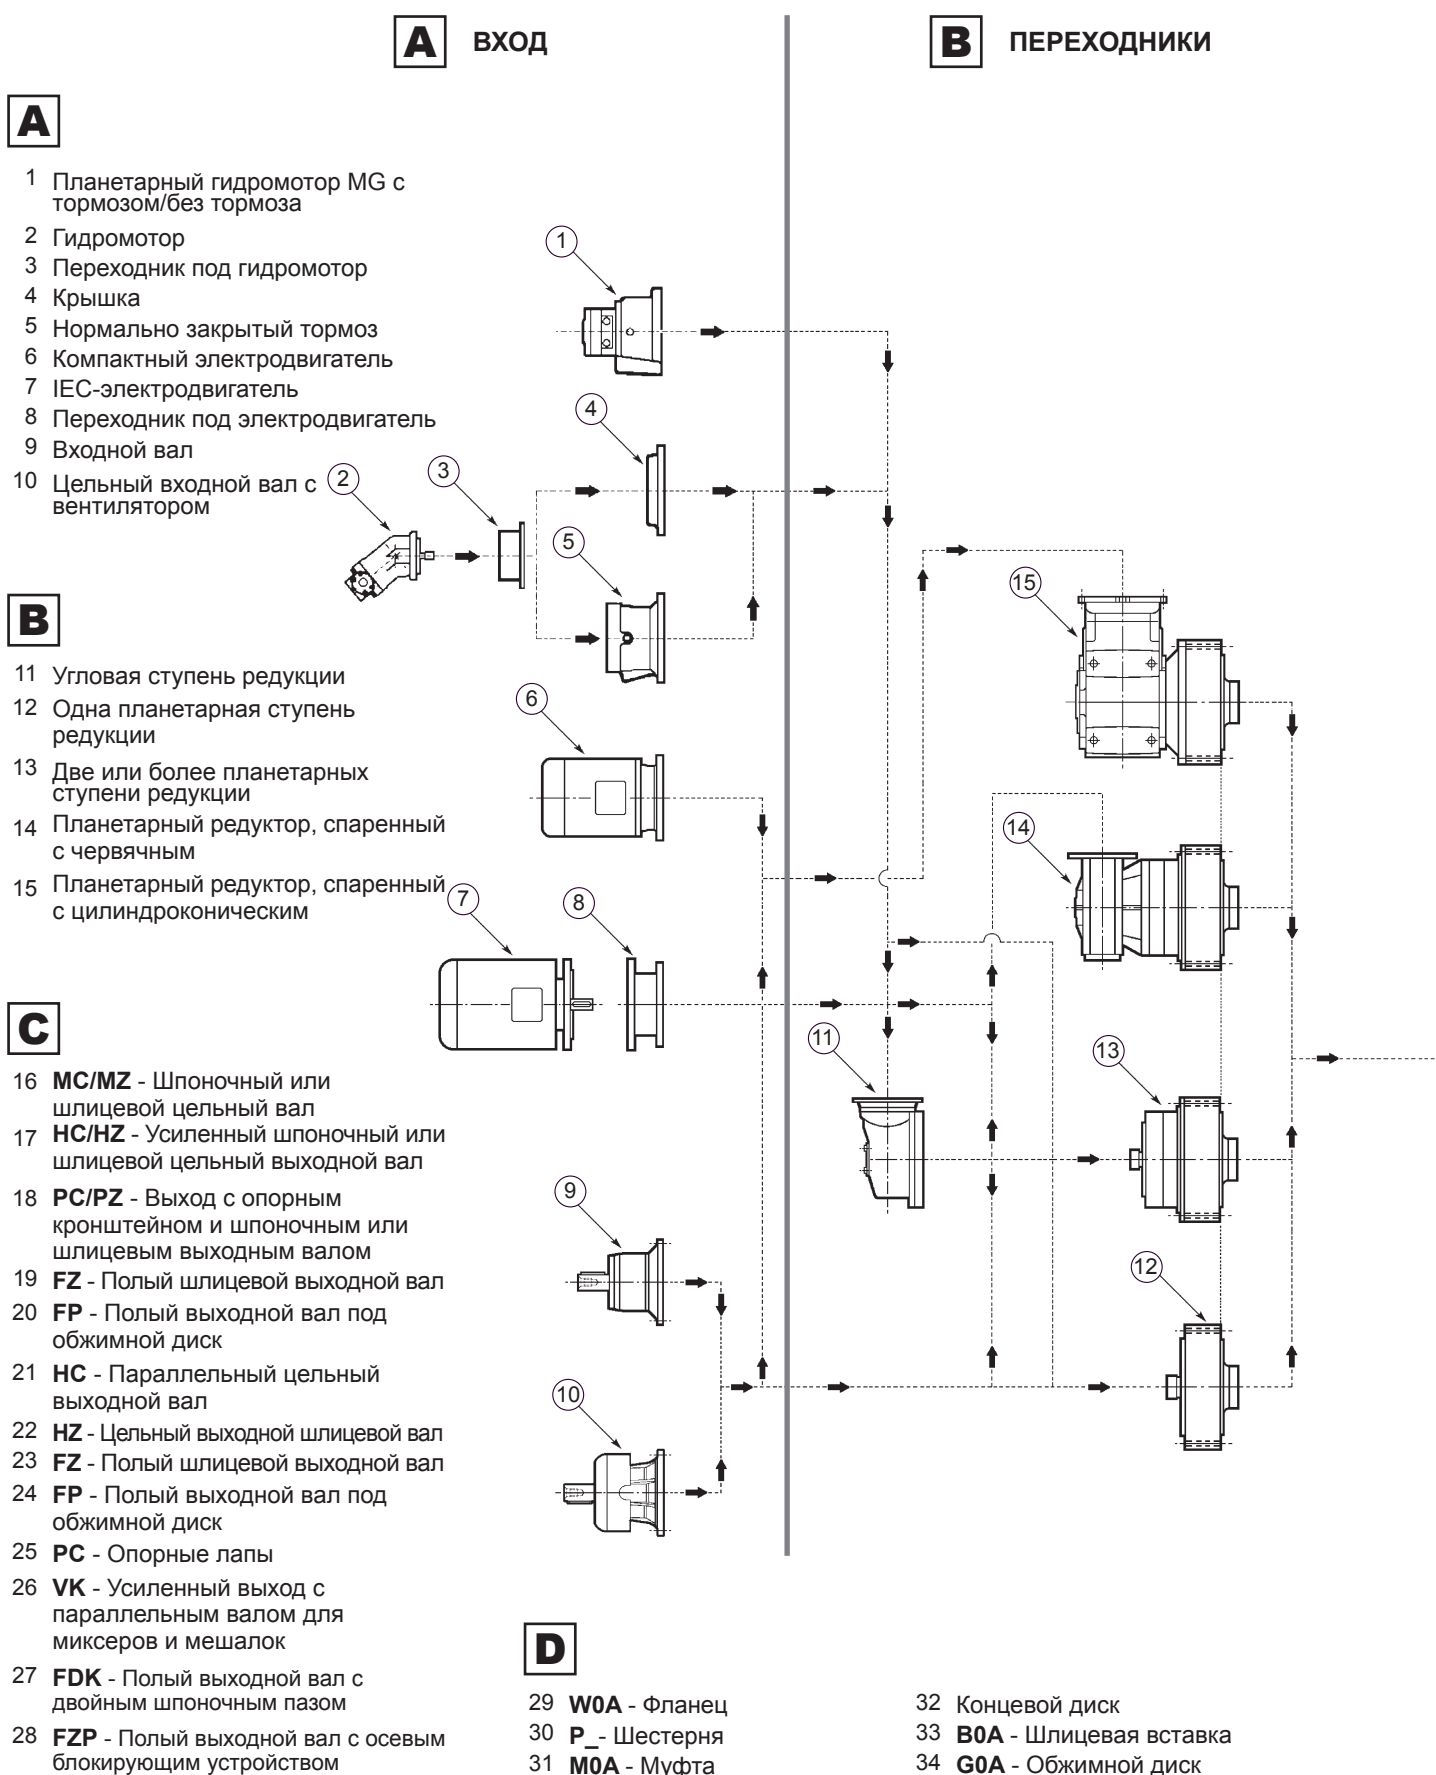 A ВХОД
B ПЕРЕХОДНИКИ
A
1 Планетарный гидромотор MG с
тормозом/без тормоза
2 Гидромотор
3 Переходник под гидромотор
4 Крышка
5 Нормально закрытый тормоз
6 Компактный электродвигатель
7 IEC-электродвигатель
8 Переходник под электродвигатель
9 Входной вал
10 Цельный входной вал с
вентилятором
B
11 Угловая ступень редукции
12 Одна планетарная ступень
редукции
13 Две или более планетарных
ступени редукции
14 Планетарный редуктор, спаренный
с червячным
15 Планетарный редуктор, спаренный
с цилиндроконическим
C
16 MC/MZ - Шпоночный или
шлицевой цельный вал
17 HC/HZ - Усиленный шпоночный или
шлицевой цельный выходной вал
18 PC/PZ - Выход с опорным
кронштейном и шпоночным или
шлицевым выходным валом
19 FZ - Полый шлицевой выходной вал
20 FP - Полый выходной вал под
обжимной диск
21 HC - Параллельный цельный
выходной вал
22 HZ - Цельный выходной шлицевой вал
23 FZ - Полый шлицевой выходной вал
24 FP - Полый выходной вал под
обжимной диск
25 PC - Опорные лапы
26 VK - Усиленный выход с
параллельным валом для
миксеров и мешалок
27 FDK - Полый выходной вал с
двойным шпоночным пазом
28 FZP - Полый выходной вал с осевым
блокирующим устройством
1
4
2
3
5
6
7
8
9
10
15
14
11
13
12
D
29 W0A - Фланец
30 P_- Шестерня
31 M0A - Муфта
32 Концевой диск
33 B0A - Шлицевая вставка
34 G0A - Обжимной диск